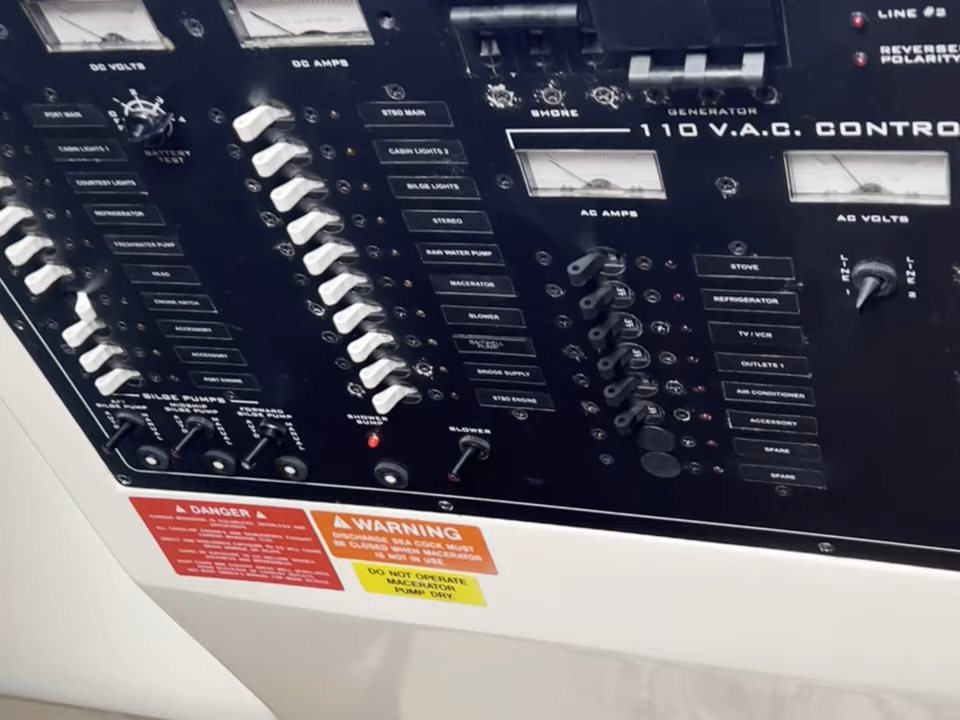 LINE #2
REVERSED
POLARITY
DC VOLTS
DC AMPS
SHORE
GENERATOR
110 V.A.C. CONTRO
BATTERY
TEST
AC AMPS
AC VOLTS
LINE 1
LINE 2
PORT MAIN
CABIN LIGHTS 1
COURTESY LIGHTS
REFRIGERATOR
FRESHWATER PUMP
HEAD
ENGINE HATCH
ACCESSORY
ACCESSORY
PORT ENGINE
STBD MAIN
CABIN LIGHTS 2
BILGE LIGHTS
STEREO
RAW WATER PUMP
MACERATOR
BLOWER
BAITWELL
PUMP
BRIDGE SUPPLY
STBD ENGINE
STOVE
REFRIGERATOR
TV / VCR
OUTLETS 1
AIR CONDITIONER
ACCESSORY
SPARE
SPARE
BILGE PUMPS
AFT
BILGE PUMP
MIDSHIP
BILGE PUMP
FORWARD
BILGE PUMP
SHOWER
SUMP
BLOWER
DANGER
WARNING
DISCHARGE SEA COCK MUST
BE CLOSED WHEN MACERATOR
IS NOT IN USE
DO NOT OPERATE
MACERATOR
PUMP DRY.